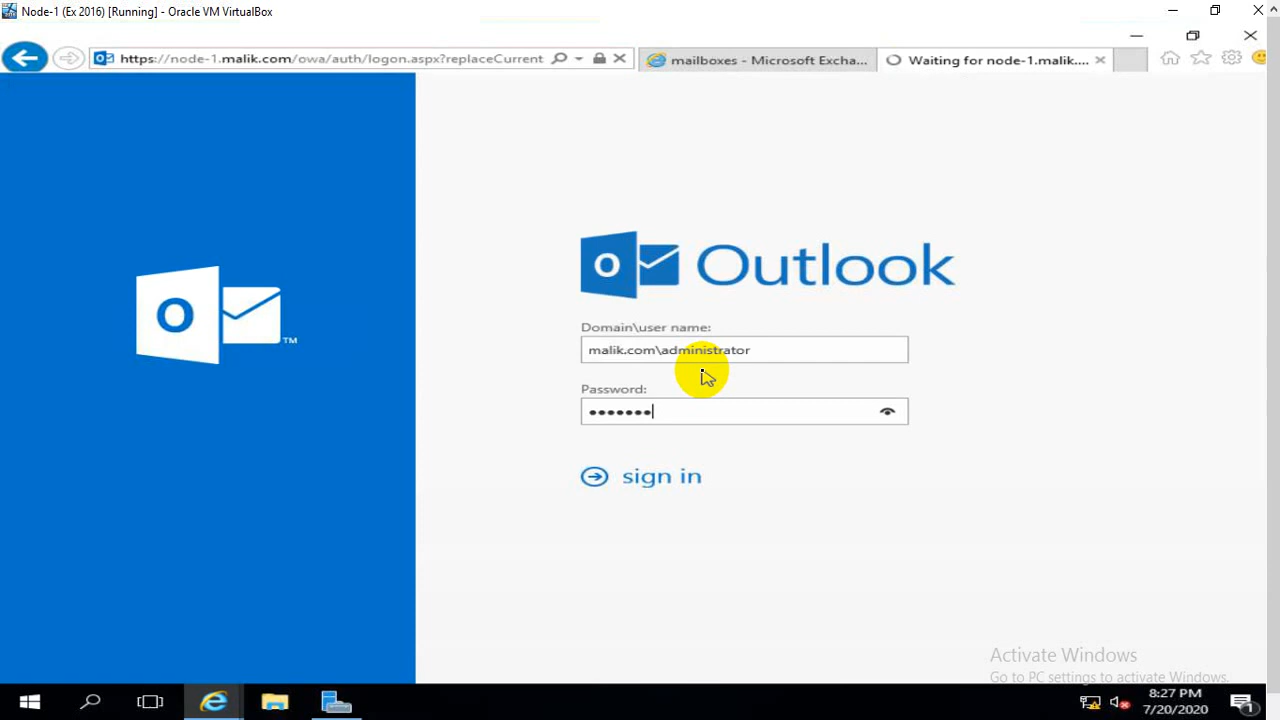 Node-1 (Ex 2016) [Running] - Oracle VM VirtualBox
https://node-1.malik.com/owa/auth/logon.aspx?replaceCurrent
mailboxes - Microsoft Excha...
Waiting for node-1.malik....
O
TM
O
Outlook
Domain\user name:
malik.com\administrator
Password:
•••••••
sign in
Activate Windows
Go to PC settings to activate Windows.
8:27 PM
7/20/2020
1